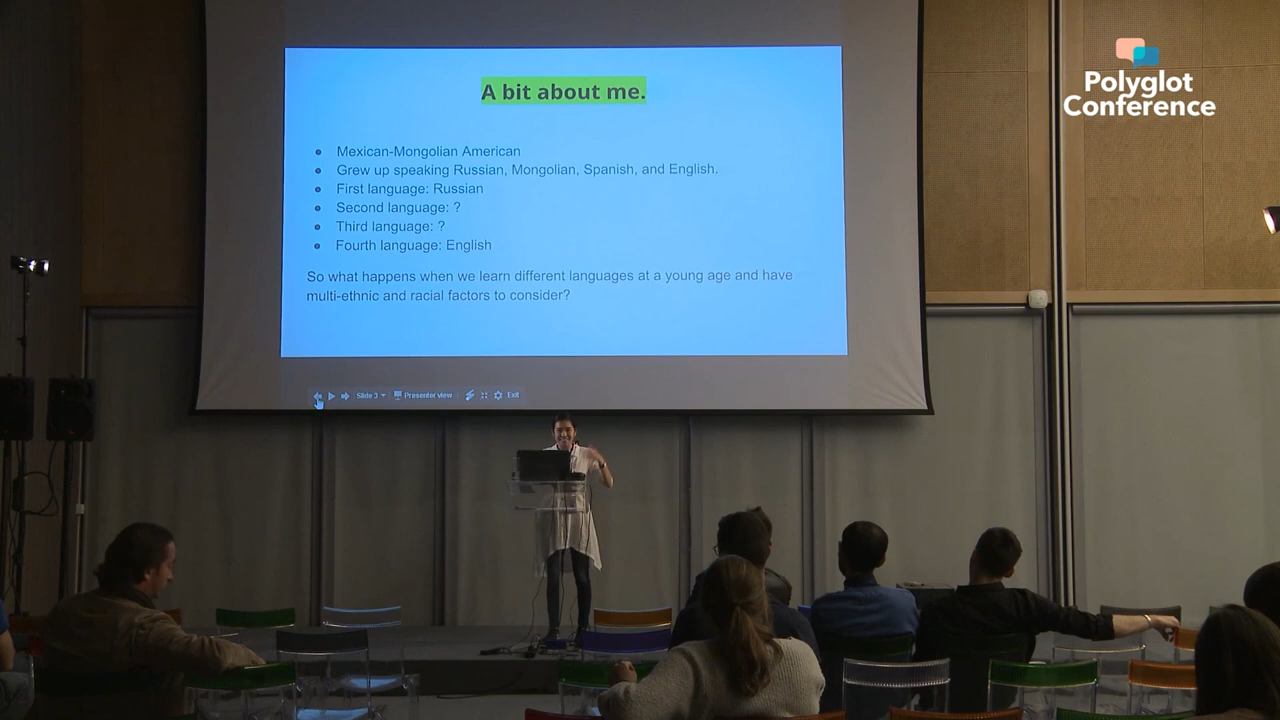 Polyglot
Conference
A bit about me.
● Mexican-Mongolian American
● Grew up speaking Russian, Mongolian, Spanish, and English.
● First language: Russian
● Second language: ?
● Third language: ?
● Fourth language: English
So what happens when we learn different languages at a young age and have
multi-ethnic and racial factors to consider?
Slide 3 Presenter view Exit